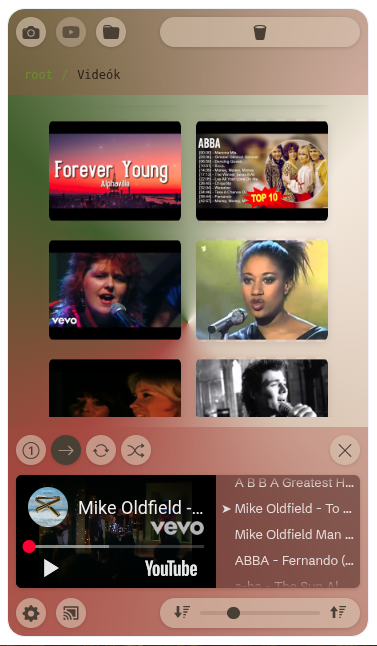 root / Videók
Forever Young
Alphaville
ABBA
TOP 10
vevo
1
A B B A Greatest H...
Mike Oldfield -...
vevo
YouTube
➤ Mike Oldfield - To ...
Mike Oldfield Man ...
ABBA - Fernando (...
a-ha - The Sun Al...